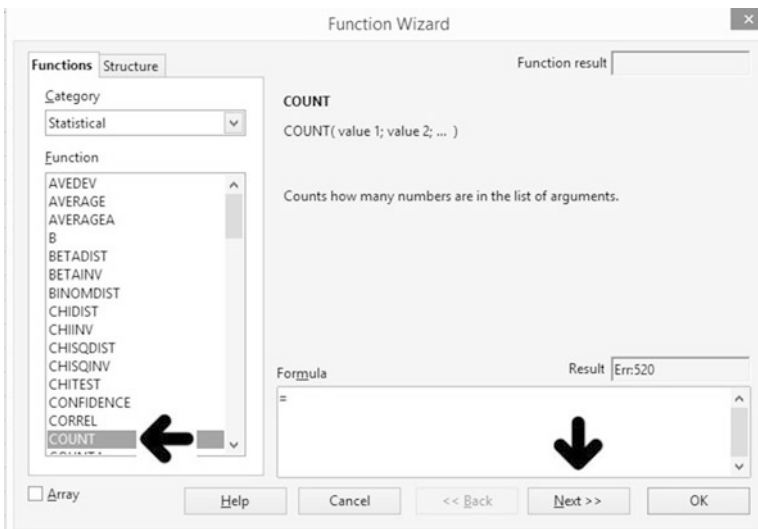 Function Wizard
Functions
Structure
Function result
Category
Statistical
Function
AVEDEV
AVERAGE
AVERAGEA
B
BETADIST
BETAINV
BINOMDIST
CHIDIST
CHIINV
CHISQDIST
CHISQINV
CHITEST
CONFIDENCE
CORREL
COUNT
COUNT
COUNT( value 1; value 2; ... )
Counts how many numbers are in the list of arguments.
Formula
Result
Err:520
=
Array
Help
Cancel
<< Back
Next >>
OK